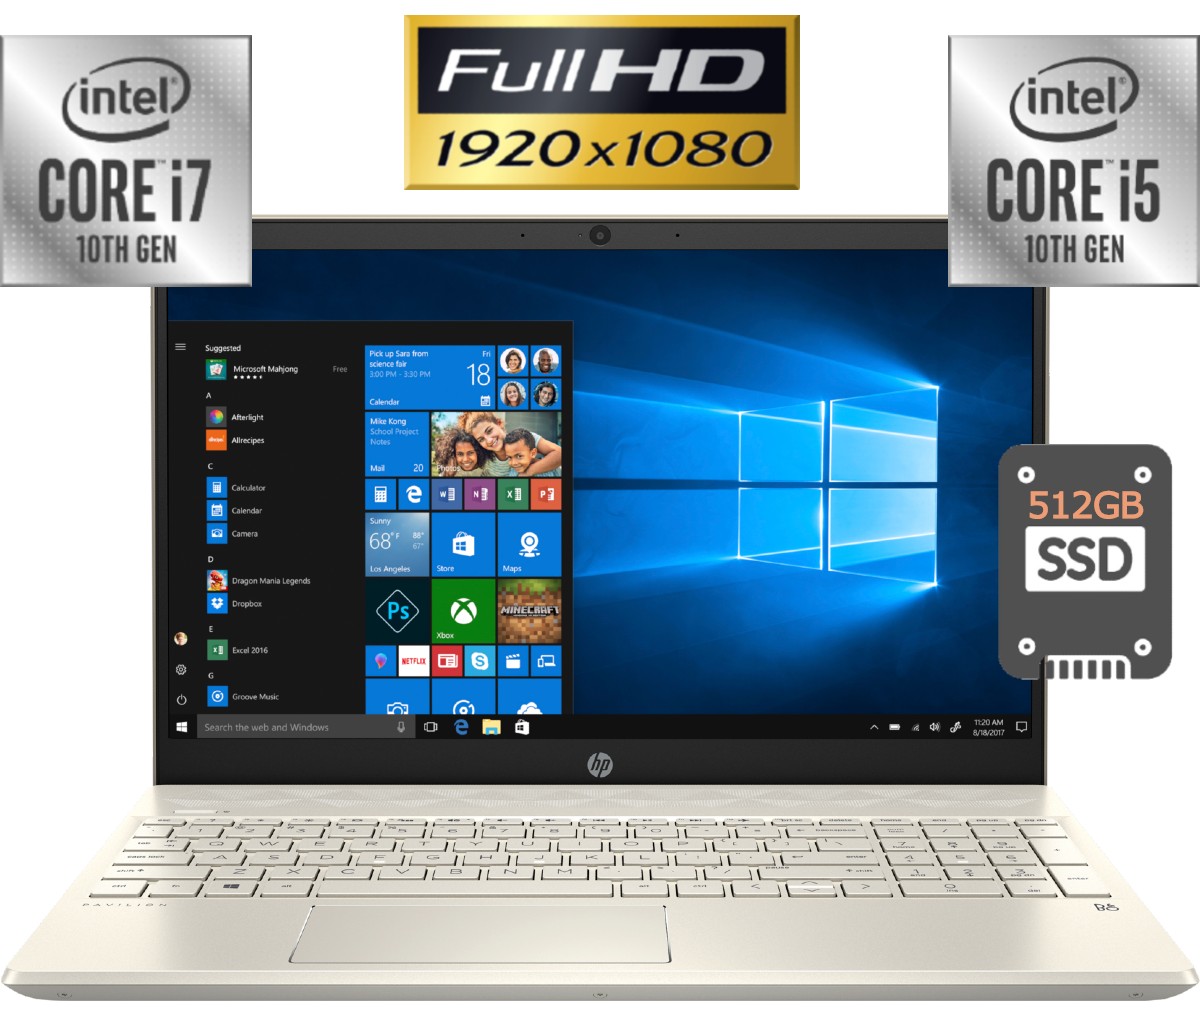 intel®
CORE™ i7
10TH GEN
Full HD
1920x1080
intel®
CORE™ i5
10TH GEN
512GB
SSD
Suggested
Microsoft Mahjong
Free
A
Afterlight
Allrecipes
C
Calculator
Calendar
Camera
D
Dragon Mania Legends
Dropbox
E
Excel 2016
G
Groove Music
Pick up Sara from
science fair
3:00 PM - 3:30 PM
Fri
18
Calendar
Mike Kong
School Project
Notes
Mail
20
Photos
Sunny
68° F
88°
67°
Los Angeles
Store
Maps
Ps
Xbox
MINECRAFT
NETFLIX
Search the web and Windows
11:20 AM
8/18/2017
hp
Q W E R T Y U I O P
A S D F G H J K L
Z X C V B N M
PAVILION
B&O